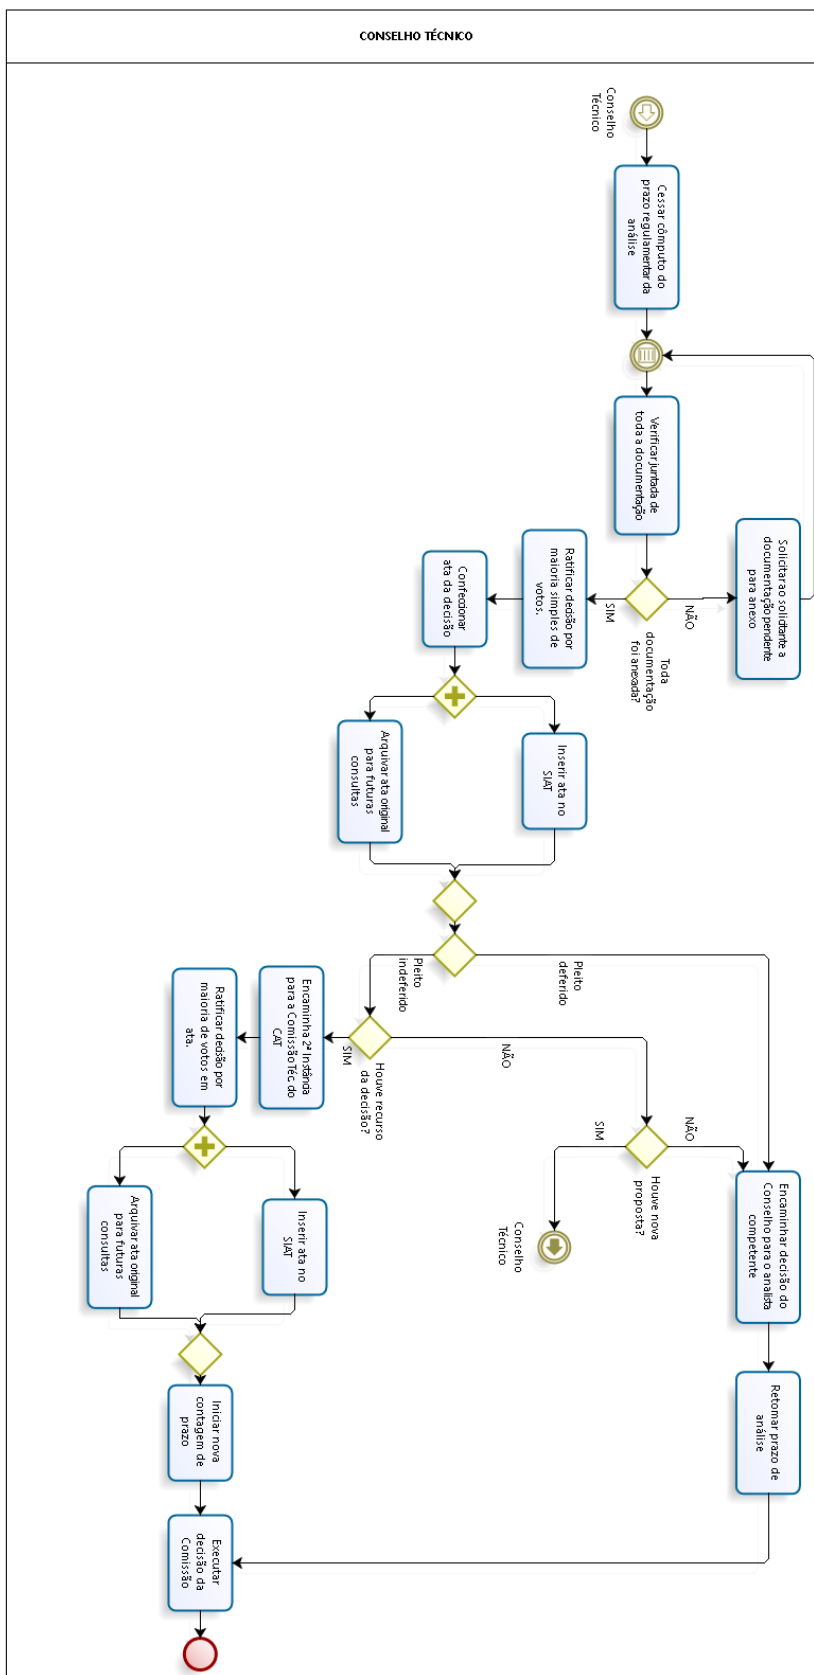 CONSELHO TÉCNICO
Conselho
Técnico
Cessar cômputo do
prazo regulamentar da
análise
Verificar juntada de
toda a documentação
Solicitar ao solicitante a
documentação pendente
para anexo
Toda
documentação
foi anexada?
NÃO
SIM
Ratificar decisão por
maioria simples de
votos.
Confeccionar
ata da decisão
Inserir ata no
SIAT
Arquivar ata original
para futuras
consultas
Pleito
deferido
Pleito
indeferido
Houve recurso
da decisão?
NÃO
SIM
Encaminha 2ª Instância
para a Comissão Téc. do
CAT
Ratificar decisão por
maioria de votos em
ata.
Houve nova
proposta?
NÃO
SIM
Conselho
Técnico
Encaminhar decisão do
Conselho para o analista
competente
Retomar prazo de
análise
Inserir ata no
SIAT
Arquivar ata original
para futuras
consultas
Iniciar nova
contagem de
prazo
Executar
decisão da
Comissão